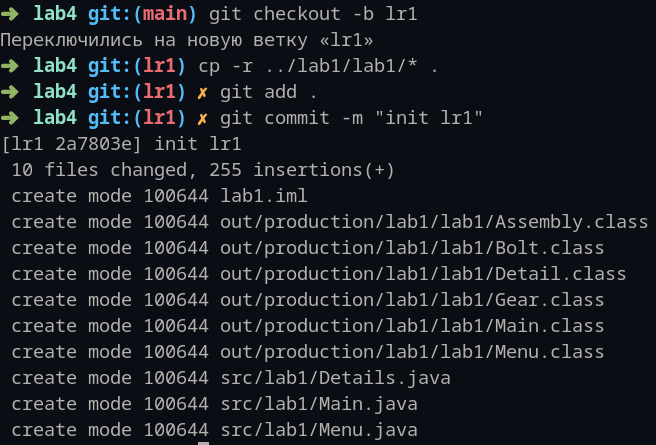 ➜ lab4 git:(main) git checkout -b lr1
Переключились на новую ветку «lr1»
➜ lab4 git:(lr1) cp -r ../lab1/lab1/* .
➜ lab4 git:(lr1) ✗ git add .
➜ lab4 git:(lr1) ✗ git commit -m "init lr1"
[lr1 2a7803e] init lr1
 10 files changed, 255 insertions(+)
 create mode 100644 lab1.iml
 create mode 100644 out/production/lab1/lab1/Assembly.class
 create mode 100644 out/production/lab1/lab1/Bolt.class
 create mode 100644 out/production/lab1/lab1/Detail.class
 create mode 100644 out/production/lab1/lab1/Gear.class
 create mode 100644 out/production/lab1/lab1/Main.class
 create mode 100644 out/production/lab1/lab1/Menu.class
 create mode 100644 src/lab1/Details.java
 create mode 100644 src/lab1/Main.java
 create mode 100644 src/lab1/Menu.java